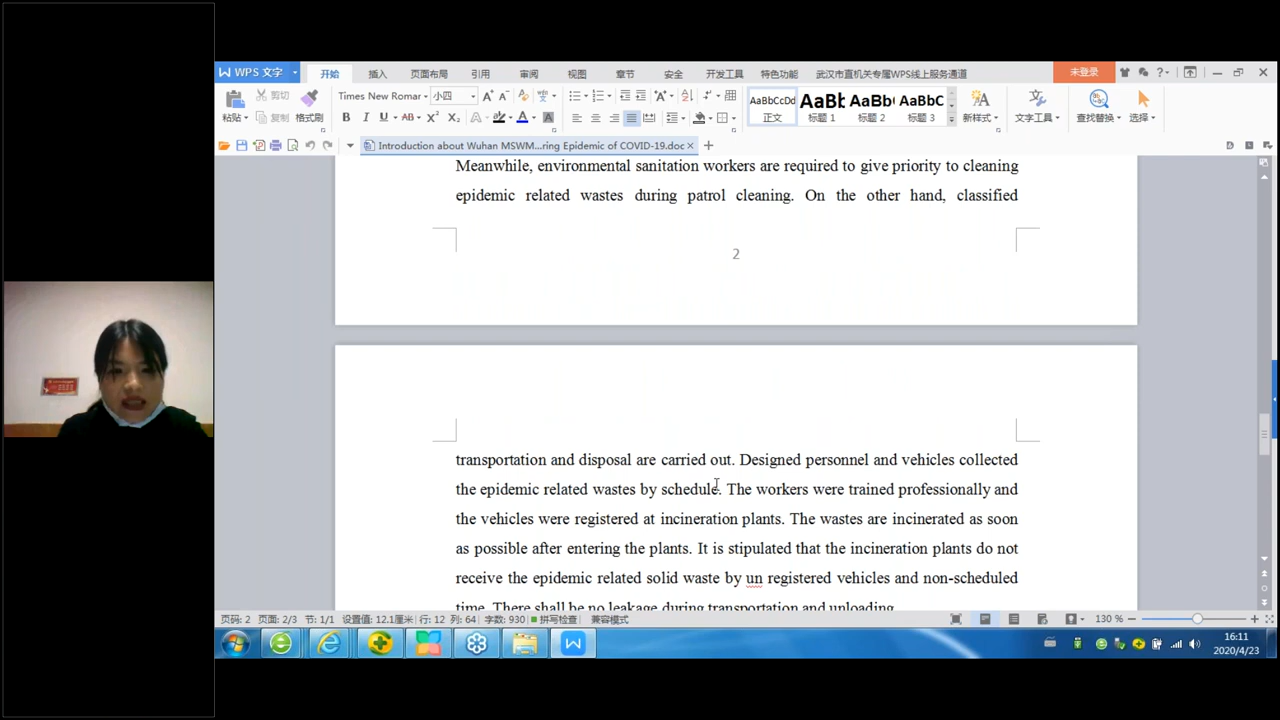 WPS 文字
开始
插入
页面布局
引用
审阅
视图
章节
安全
开发工具
特色功能
武汉市直机关专属WPS线上服务通道
未登录
粘贴
剪切
复制
格式刷
Times New Romar
小四
AaBbCcDd
AaBb
AaBb(
AaBbC
正文
标题 1
标题 2
标题 3
新样式
文字工具
查找替换
选择
Introduction about Wuhan MSWM...ring Epidemic of COVID-19.doc
Meanwhile, environmental sanitation workers are required to give priority to cleaning
epidemic related wastes during patrol cleaning. On the other hand, classified
2
transportation and disposal are carried out. Designed personnel and vehicles collected
the epidemic related wastes by schedule. The workers were trained professionally and
the vehicles were registered at incineration plants. The wastes are incinerated as soon
as possible after entering the plants. It is stipulated that the incineration plants do not
receive the epidemic related solid waste by un registered vehicles and non-scheduled
time. There shall be no leakage during transportation and unloading.
页码: 2 页面: 2/3 节: 1/1 设置值: 12.1厘米 行: 12 列: 64 字数: 930 拼写检查 兼容模式
130 %
16:11
2020/4/23